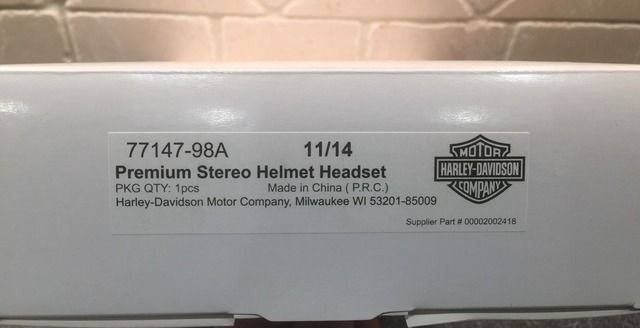 77147-98A 11/14
Premium Stereo Helmet Headset
PKG QTY: 1pcs Made in China ( P.R.C.)
Harley-Davidson Motor Company, Milwaukee WI 53201-85009
MOTOR
HARLEY-DAVIDSON
COMPANY
Supplier Part # 00002002418